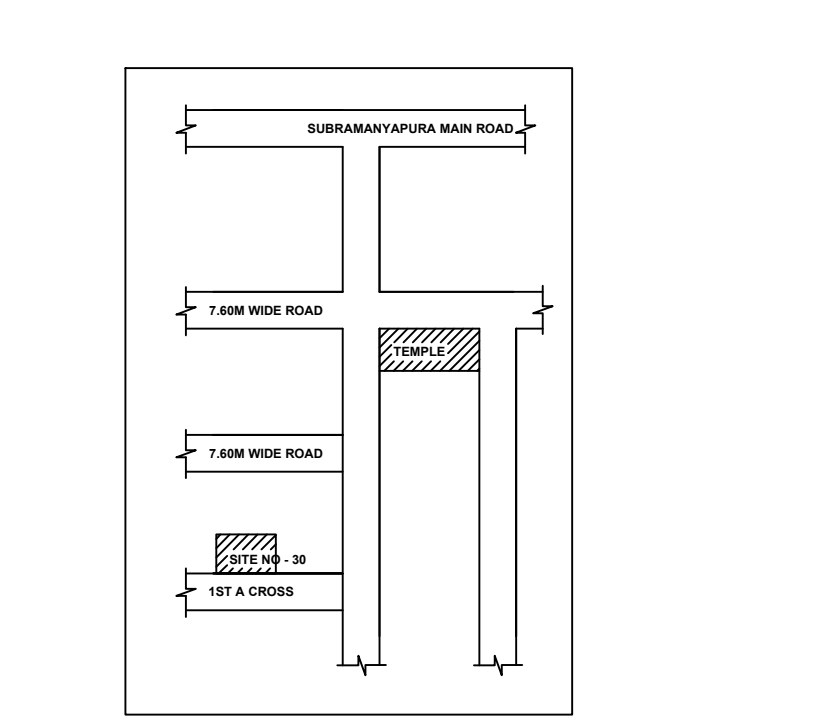 SUBRAMANYAPURA MAIN ROAD
7.60M WIDE ROAD
TEMPLE
7.60M WIDE ROAD
SITE NO - 30
1ST A CROSS